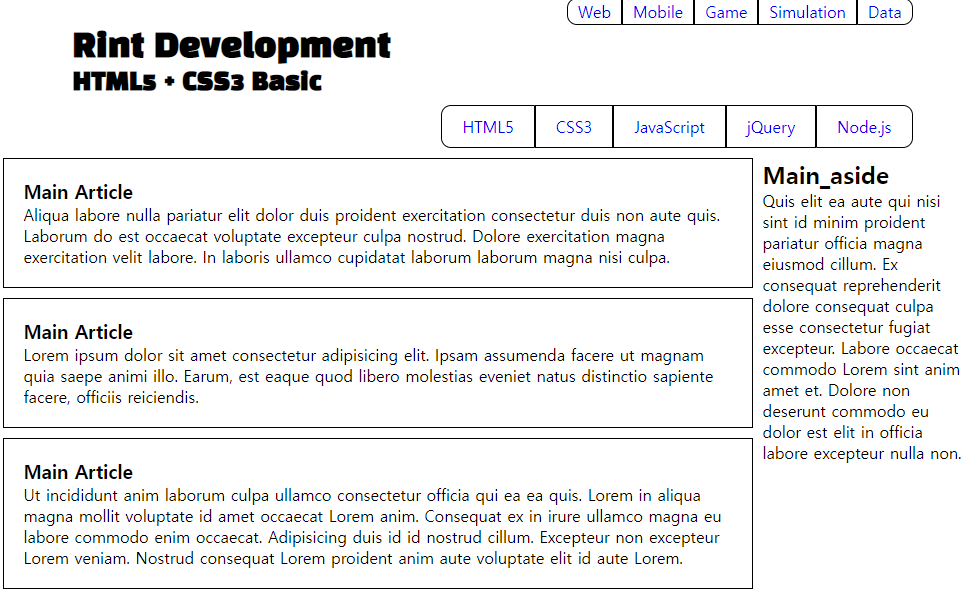 Web Mobile Game Simulation Data
Rint Development
HTML5 + CSS3 Basic
HTML5 CSS3 JavaScript jQuery Node.js
Main Article
Aliqua labore nulla pariatur elit dolor duis proident exercitation consectetur duis non aute quis.
Laborum do est occaecat voluptate excepteur culpa nostrud. Dolore exercitation magna
exercitation velit labore. In laboris ullamco cupidatat laborum laborum magna nisi culpa.
Main Article
Lorem ipsum dolor sit amet consectetur adipisicing elit. Ipsam assumenda facere ut magnam
quia saepe animi illo. Earum, est eaque quod libero molestias eveniet natus distinctio sapiente
facere, officiis reiciendis.
Main Article
Ut incididunt anim laborum culpa ullamco consectetur officia qui ea ea quis. Lorem in aliqua
magna mollit voluptate id amet occaecat Lorem anim. Consequat ex in irure ullamco magna eu
labore commodo enim occaecat. Adipisicing duis id id nostrud cillum. Excepteur non excepteur
Lorem veniam. Nostrud consequat Lorem proident anim aute voluptate elit id aute Lorem.
Main_aside
Quis elit ea aute qui nisi
sint id minim proident
pariatur officia magna
eiusmod cillum. Ex
consequat reprehenderit
dolore consequat culpa
esse consectetur fugiat
excepteur. Labore occaecat
commodo Lorem sint anim
amet et. Dolore non
deserunt commodo eu
dolor est elit in officia
labore excepteur nulla non.